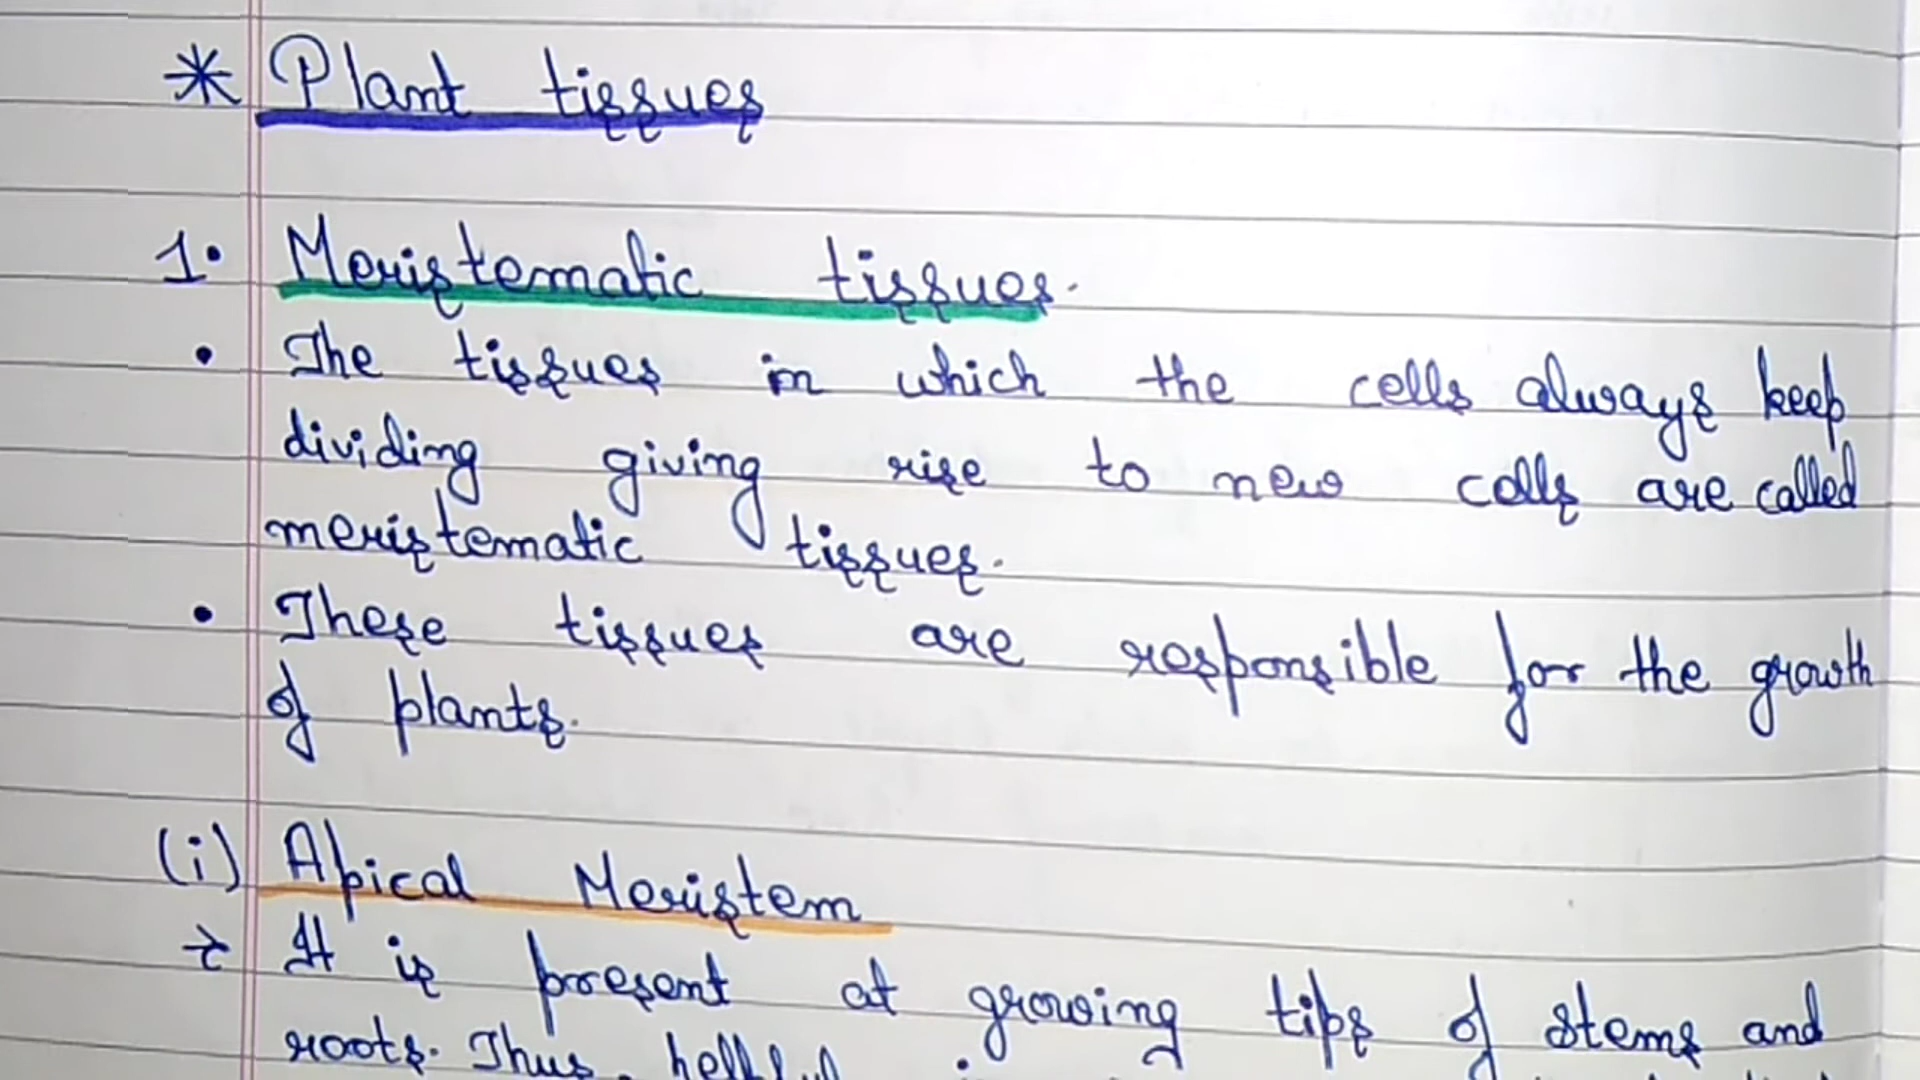 * Plant tissues
1. Meristematic tissues.
• The tissues in which the cells always keep
dividing giving rise to new cells are called
meristematic tissues.
• These tissues are responsible for the growth
of plants.
(i) Apical Meristem
→ It is present at growing tips of stems and
roots. Thus, helpful in